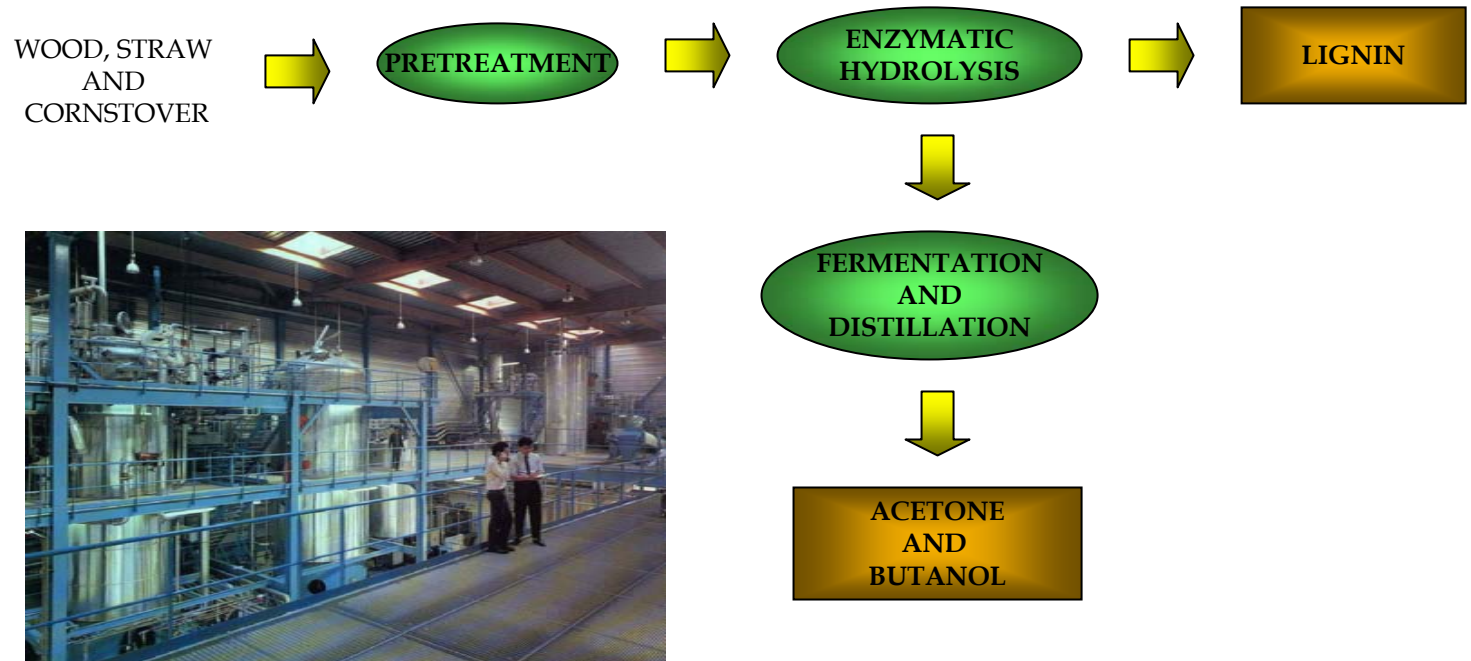 WOOD, STRAW
AND
CORNSTOVER
PRETREATMENT
ENZYMATIC
HYDROLYSIS
LIGNIN
FERMENTATION
AND
DISTILLATION
ACETONE
AND
BUTANOL